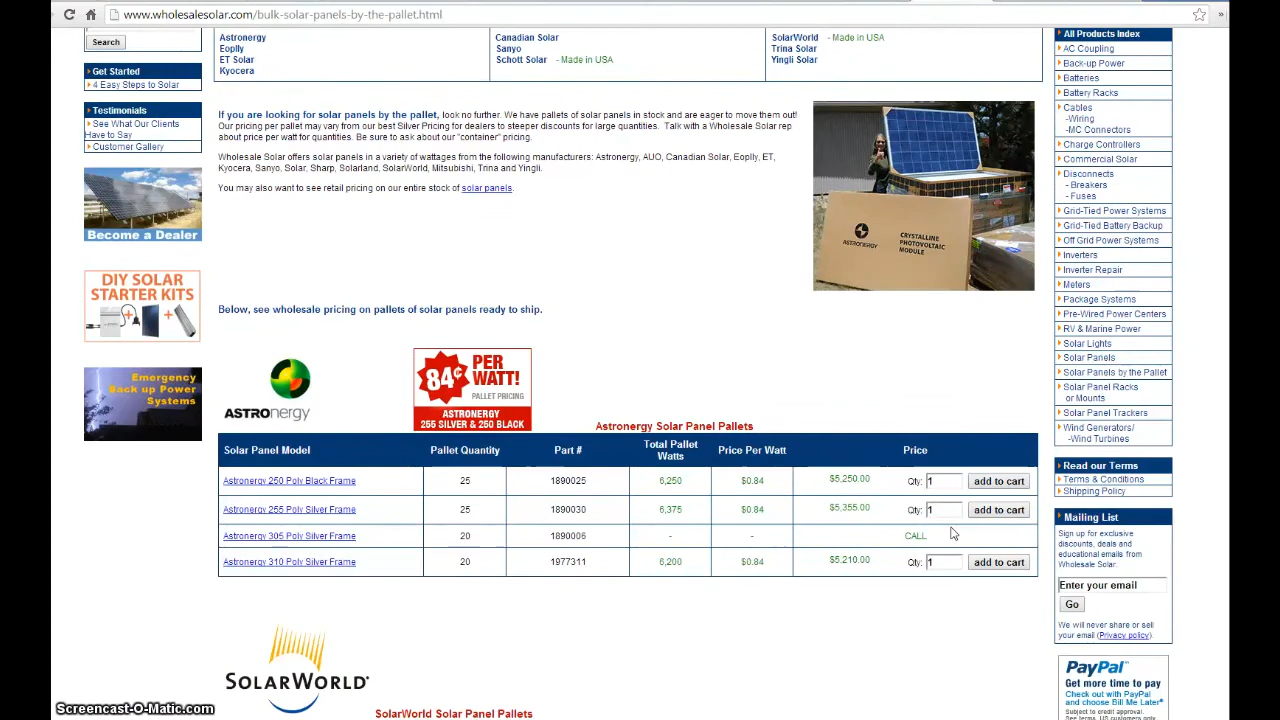 www.wholesalesolar.com/bulk-solar-panels-by-the-pallet.html
»
Search
Get Started
4 Easy Steps to Solar
Testimonials
See What Our Clients
Have to Say
Customer Gallery
Become a Dealer
DIY SOLAR
STARTER KITS
Emergency
Back up Power
Systems
Astronergy
Eoplly
ET Solar
Kyocera
Canadian Solar
Sanyo
Schott Solar - Made in USA
SolarWorld - Made in USA
Trina Solar
Yingli Solar
If you are looking for solar panels by the pallet, look no further. We have pallets of solar panels in stock and are eager to move them out!
Our pricing per pallet may vary from our best Silver Pricing for dealers to steeper discounts for large quantities. Talk with a Wholesale Solar rep
about price per watt for quantities. Be sure to ask about our "container" pricing.
Wholesale Solar offers solar panels in a variety of wattages from the following manufacturers: Astronergy, AUO, Canadian Solar, Eoplly, ET,
Kyocera, Sanyo, Solar, Sharp, Solarland, SolarWorld, Mitsubishi, Trina and Yingli.
You may also want to see retail pricing on our entire stock of solar panels.
ASTRONERGY
CRYSTALLINE
PHOTOVOLTAIC
MODULE
Below, see wholesale pricing on pallets of solar panels ready to ship.
ASTRONERGY
84¢ PER
WATT!
PALLET PRICING
ASTRONERGY
255 SILVER & 250 BLACK
Astronergy Solar Panel Pallets
Solar Panel Model Pallet Quantity Part # Total Pallet Watts Price Per Watt Price
Astronergy 250 Poly Black Frame 25 1890025 6,250 $0.84 $5,250.00 Qty: 1 add to cart
Astronergy 255 Poly Silver Frame 25 1890030 6,375 $0.84 $5,355.00 Qty: 1 add to cart
Astronergy 305 Poly Silver Frame 20 1890006 - - CALL
Astronergy 310 Poly Silver Frame 20 1977311 6,200 $0.84 $5,210.00 Qty: 1 add to cart
SOLARWORLD
SolarWorld Solar Panel Pallets
All Products Index
AC Coupling
Back-up Power
Batteries
Battery Racks
Cables
-Wiring
-MC Connectors
Charge Controllers
Commercial Solar
Disconnects
- Breakers
- Fuses
Grid-Tied Power Systems
Grid-Tied Battery Backup
Off Grid Power Systems
Inverters
Inverter Repair
Meters
Package Systems
Pre-Wired Power Centers
RV & Marine Power
Solar Lights
Solar Panels
Solar Panels by the Pallet
Solar Panel Racks
or Mounts
Solar Panel Trackers
Wind Generators/
-Wind Turbines
Read our Terms
Terms & Conditions
Shipping Policy
Mailing List
Sign up for exclusive
discounts, deals and
educational emails from
Wholesale Solar.
Enter your email
Go
We will never share or sell
your email (Privacy policy).
PayPal
Get more time to pay
Check out with PayPal
and choose Bill Me Later®
Subject to credit approval.
See terms. US customers only.
Screencast-O-Matic.com